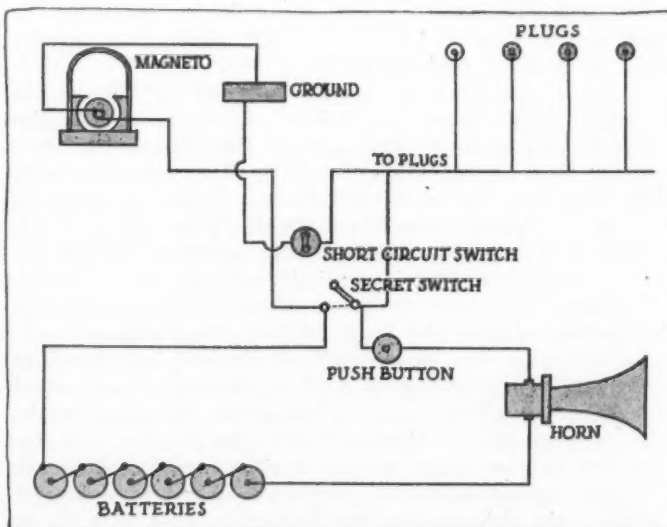 PLUGS
MAGNETO
GROUND
TO PLUGS
SHORT CIRCUIT SWITCH
SECRET SWITCH
PUSH BUTTON
HORN
BATTERIES